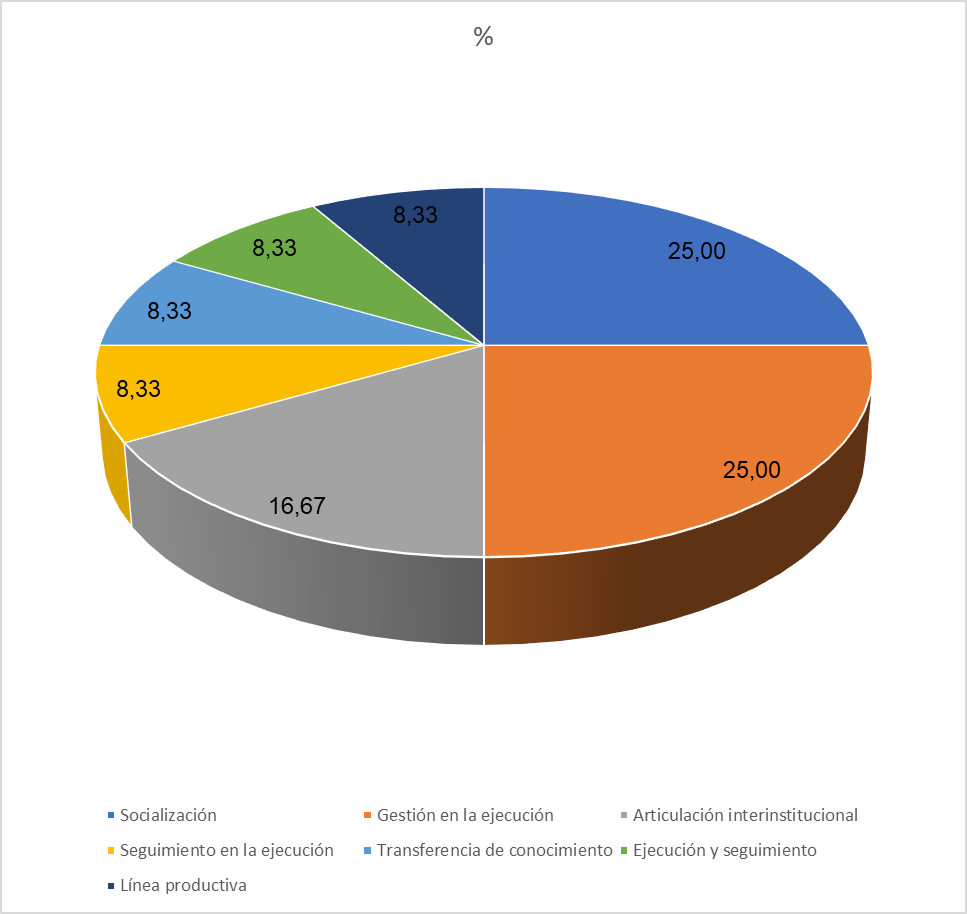 %
8,33
25,00
8,33
8,33
8,33
25,00
16,67
Socialización
Gestión en la ejecución
Articulación interinstitucional
Seguimiento en la ejecución
Transferencia de conocimiento
Ejecución y seguimiento
Línea productiva